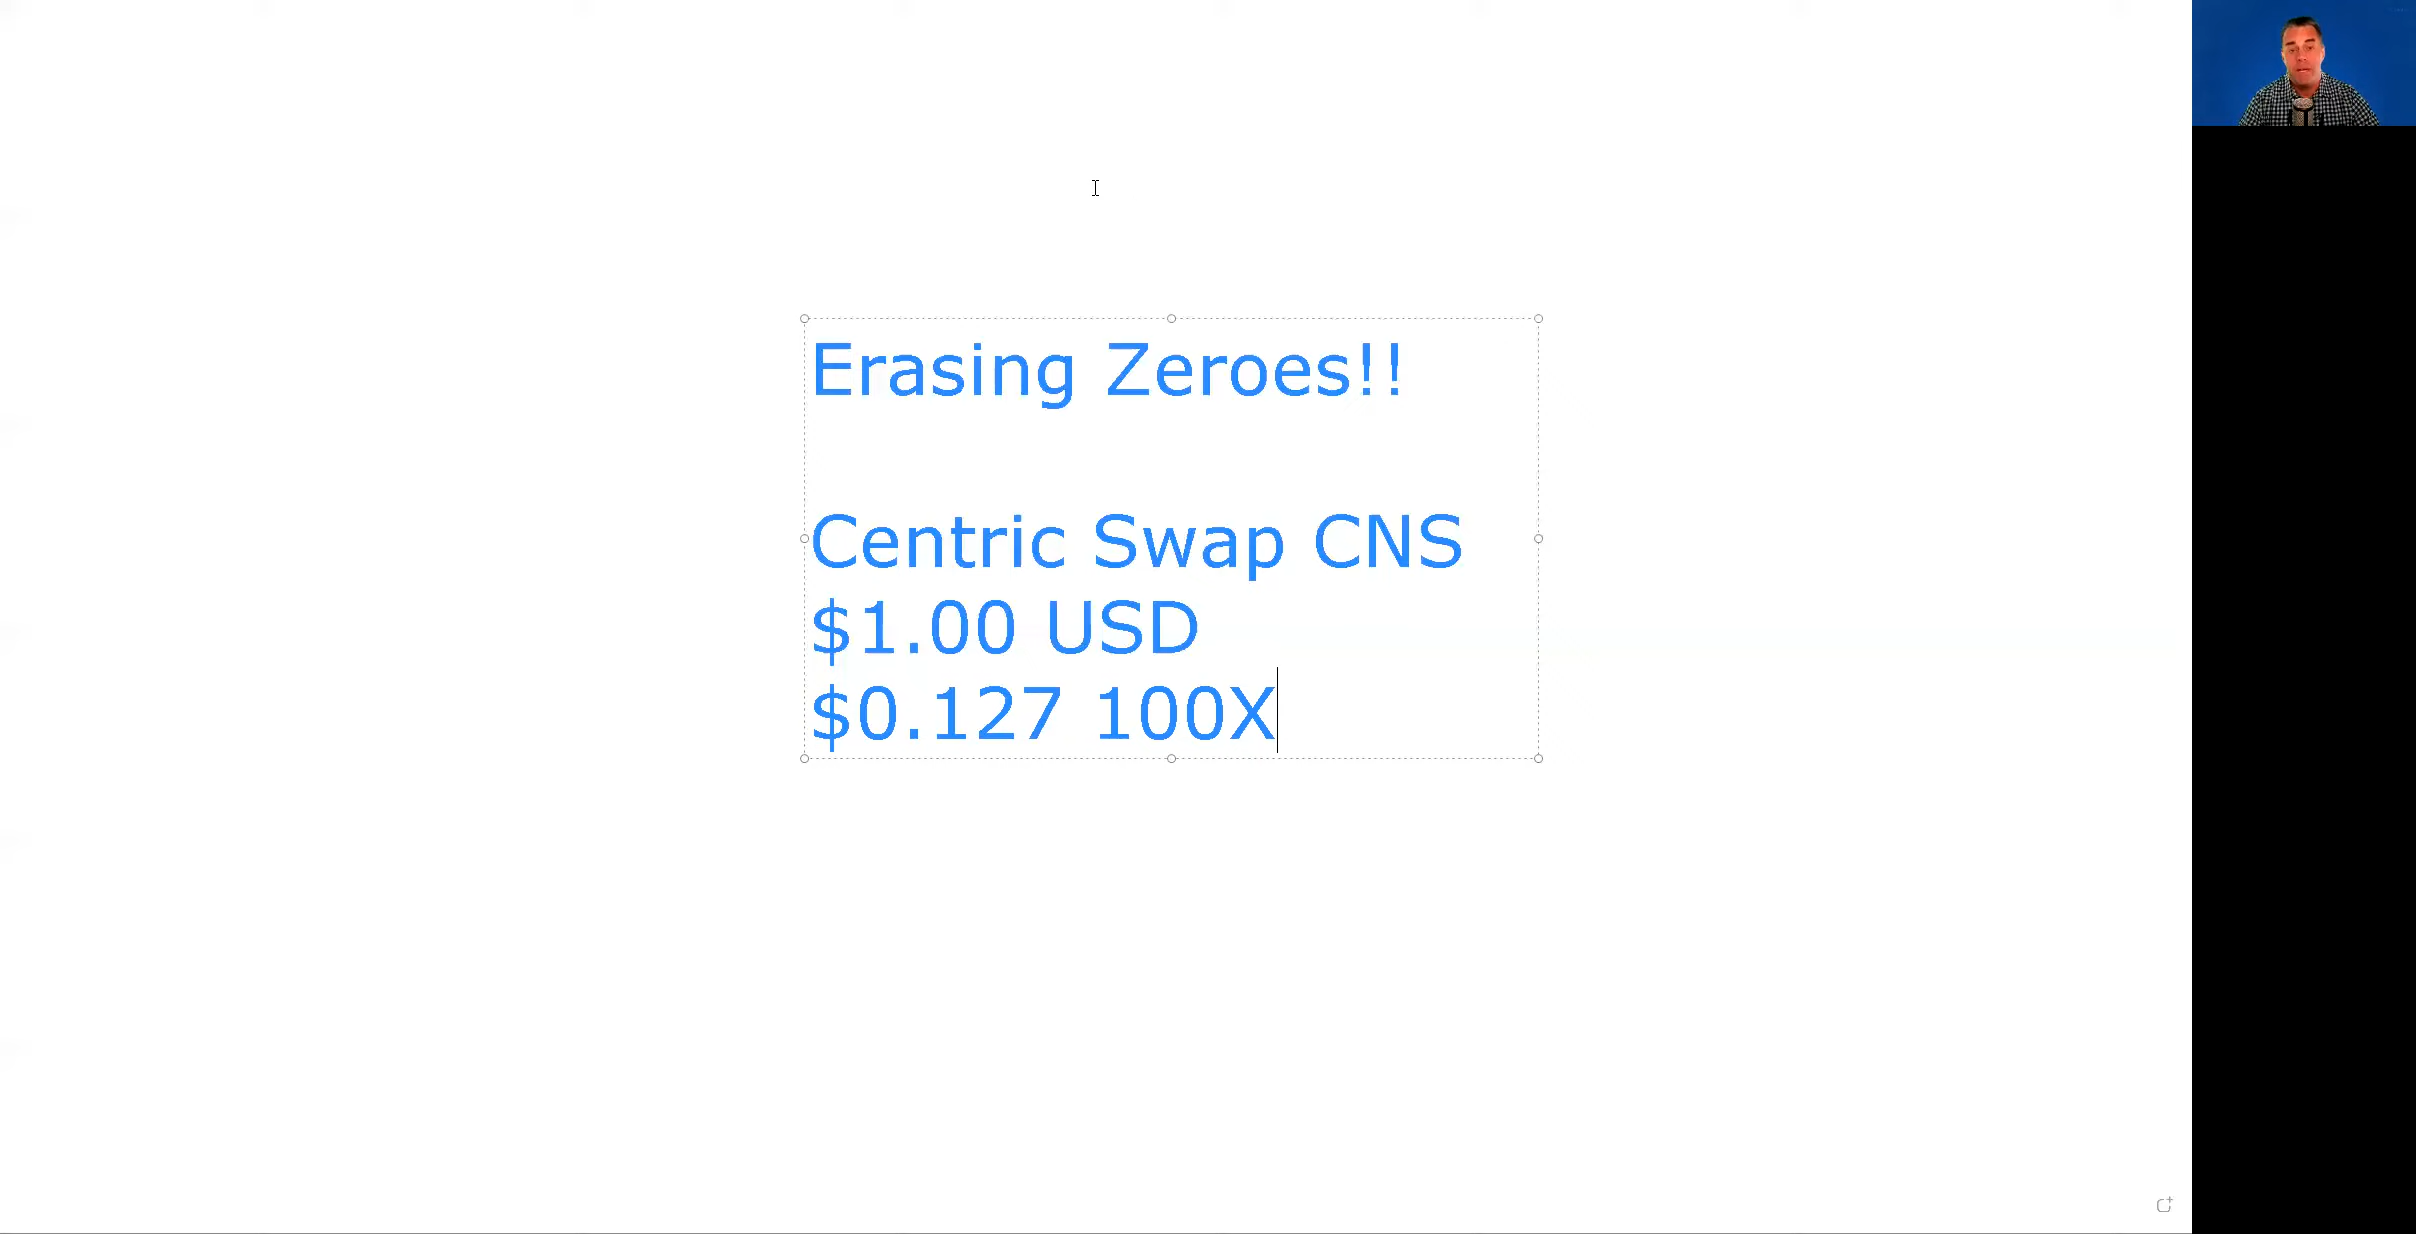 Erasing Zeroes!!
Centric Swap CNS
$1.00 USD
$0.127 100X